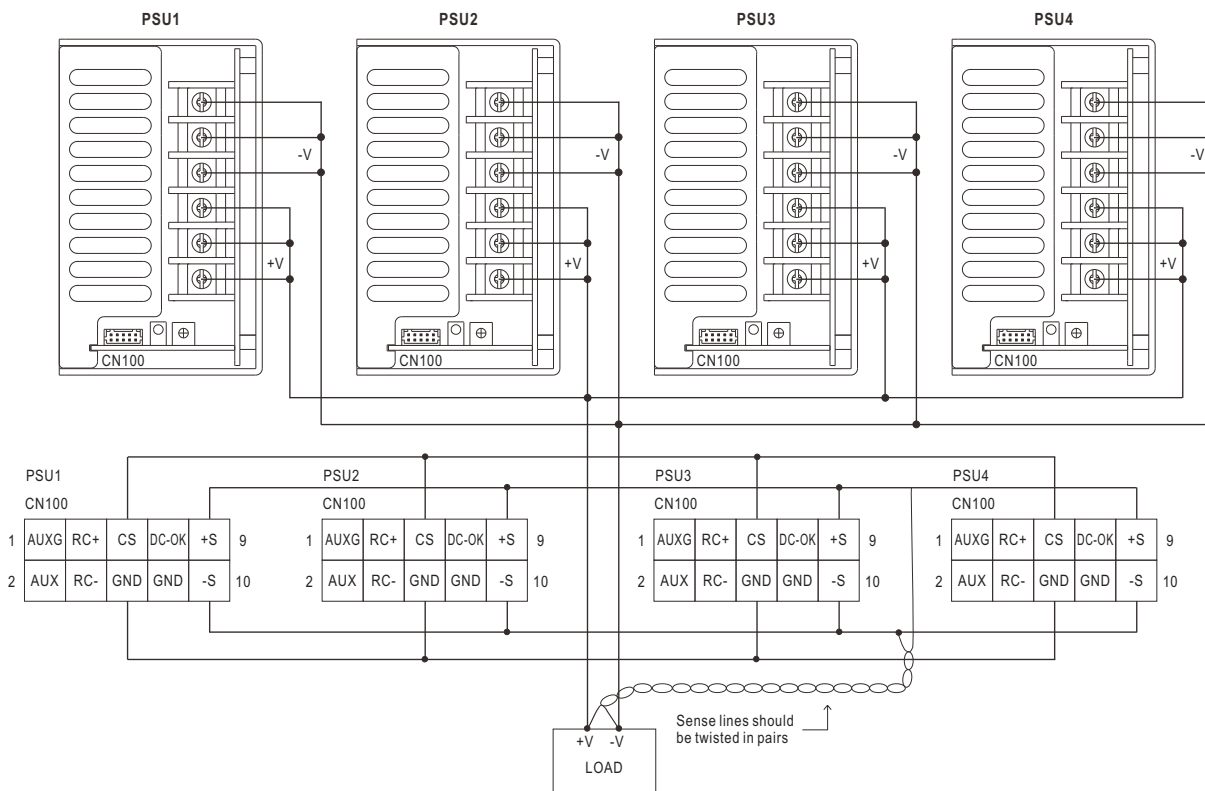 PSU1 PSU2 PSU3 PSU4
-V -V -V -V
+V +V +V +V
CN100 CN100 CN100 CN100
PSU1 PSU2 PSU3 PSU4
CN100 CN100 CN100 CN100
1 AUXG RC+ CS DC-OK +S 9 1 AUXG RC+ CS DC-OK +S 9 1 AUXG RC+ CS DC-OK +S 9 1 AUXG RC+ CS DC-OK +S 9
2 AUX RC- GND GND -S 10 2 AUX RC- GND GND -S 10 2 AUX RC- GND GND -S 10 2 AUX RC- GND GND -S 10
Sense lines should
be twisted in pairs
+V -V
LOAD